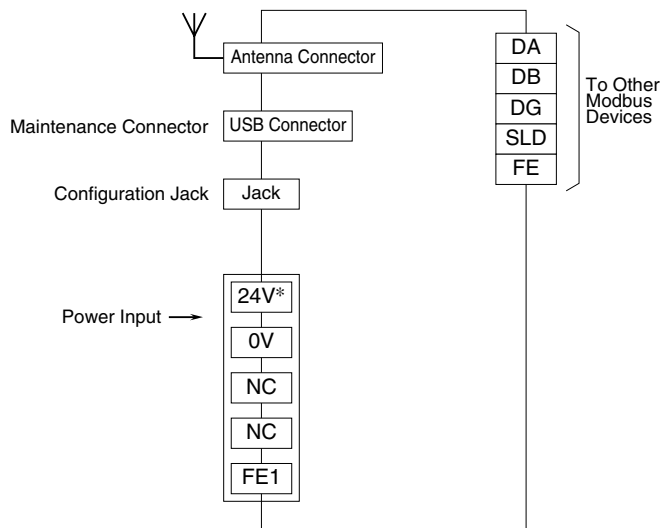 Antenna Connector
Maintenance Connector
USB Connector
Configuration Jack
Jack
Power Input
24V*
0V
NC
NC
FE1
DA
DB
DG
SLD
FE
To Other
Modbus
Devices